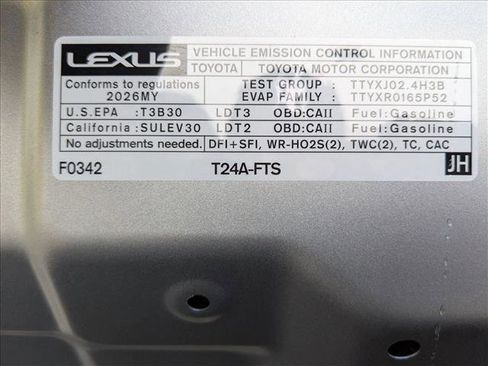 LEXUS VEHICLE EMISSION CONTROL INFORMATION
TOYOTA TOYOTA MOTOR CORPORATION
Conforms to regulations TEST GROUP : TTYXJ02.4H3B
2026MY EVAP FAMILY : TTYXR0165P52
U.S.EPA :T3B30 LDT3 OBD:CAII Fuel:Gasoline
California :SULEV30 LDT2 OBD:CAII Fuel:Gasoline
No adjustments needed. DFI+SFI, WR-HO2S(2), TWC(2), TC, CAC
F0342 T24A-FTS JH